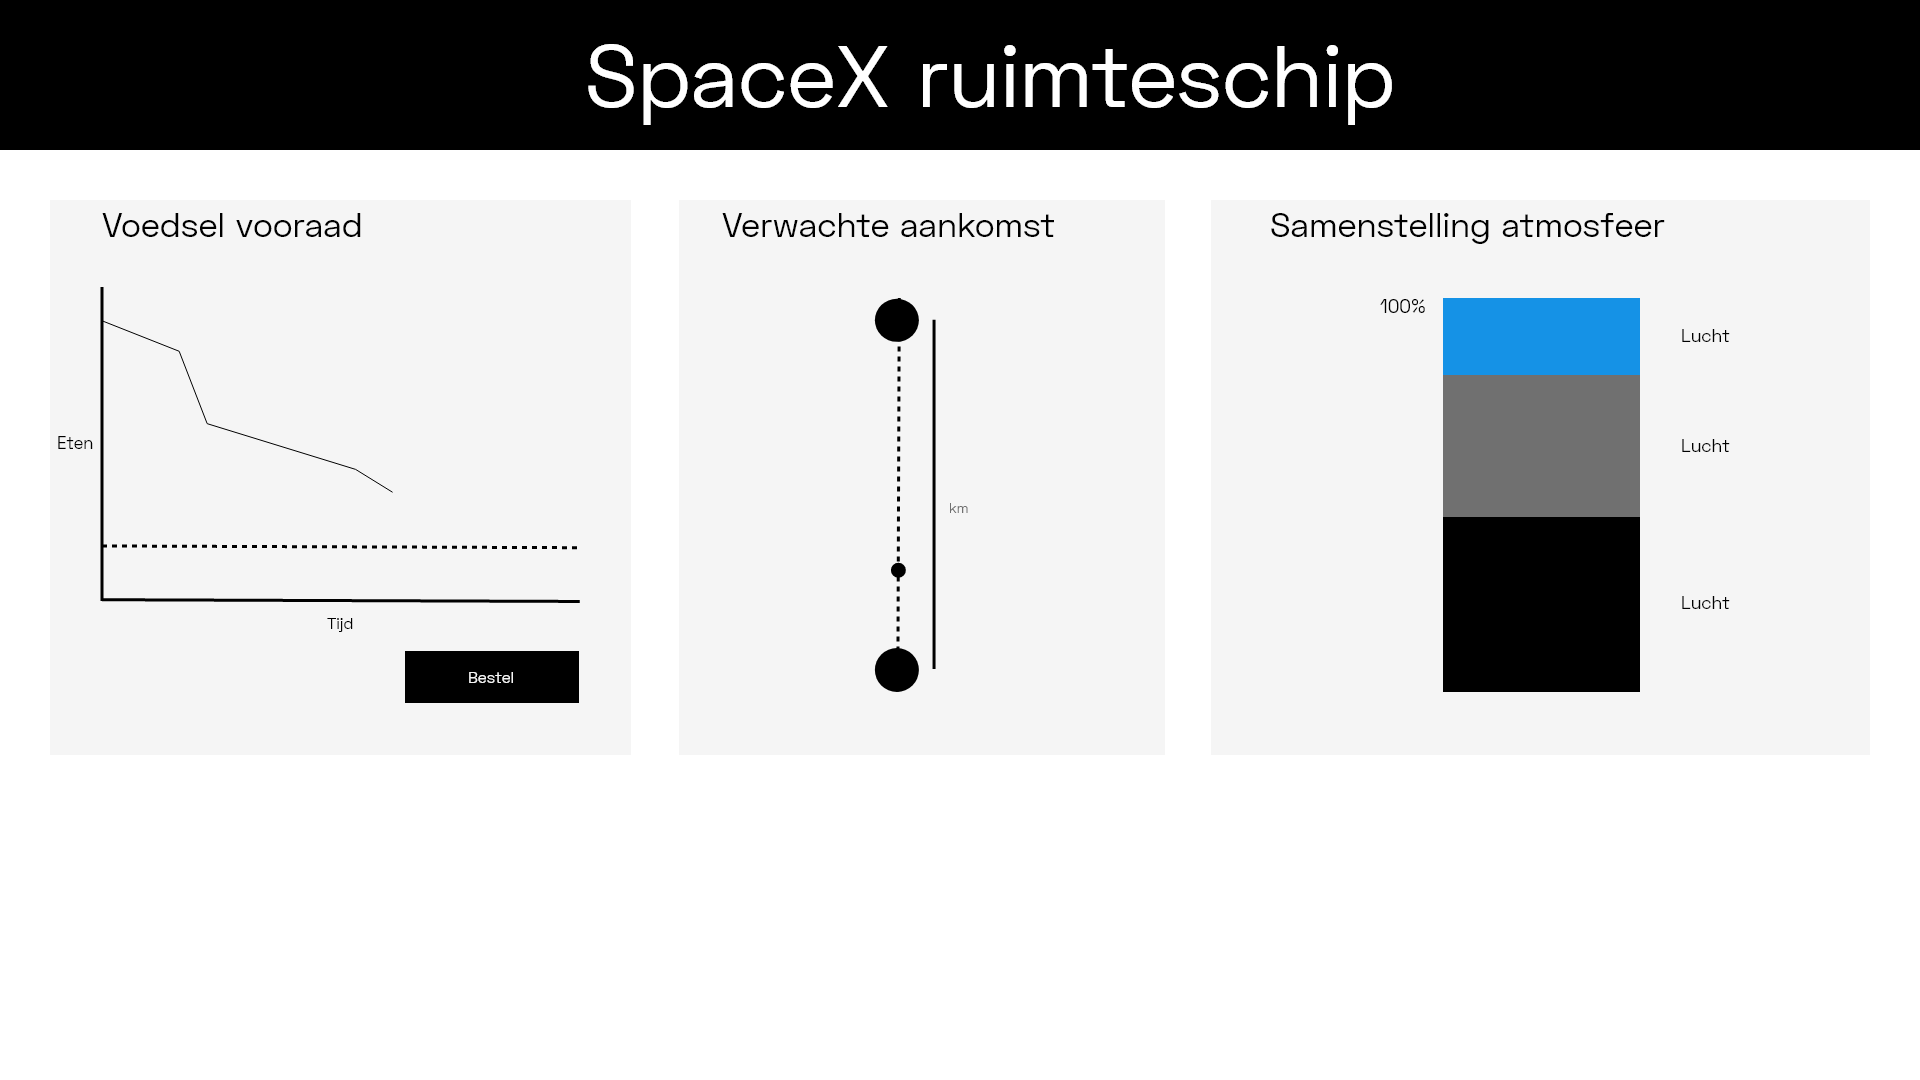 SpaceX ruimteschip
Voedsel vooraad
Eten
Tijd
Bestel
Verwachte aankomst
km
Samenstelling atmosfeer
100%
Lucht
Lucht
Lucht